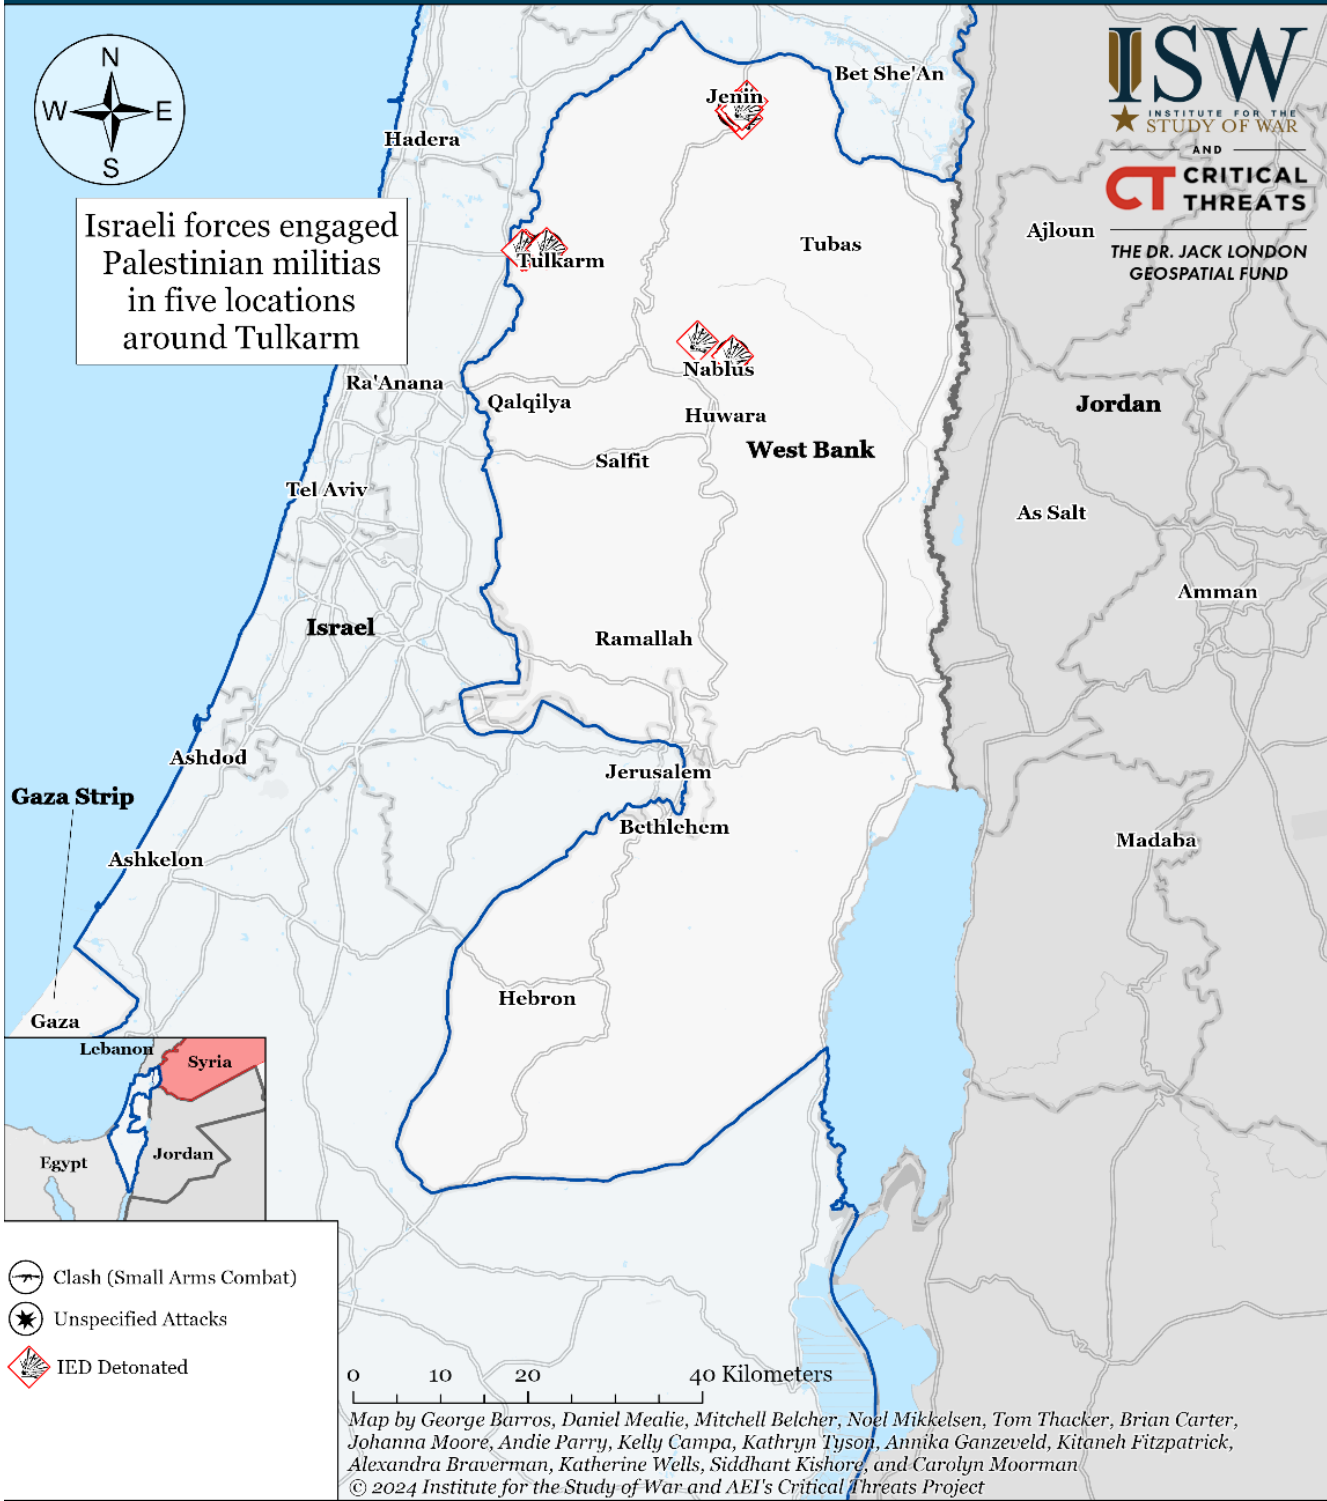 N
W
E
S
ISW
INSTITUTE FOR THE
STUDY OF WAR
AND
CT CRITICAL
THREATS
THE DR. JACK LONDON
GEOSPATIAL FUND
Israeli forces engaged
Palestinian militias
in five locations
around Tulkarm
Bet She'An
Jenin
Hadera
Ajloun
Tubas
Tulkarm
Nablus
Ra'Anana
Qalqilya
Jordan
Huwara
West Bank
Salfit
Tel Aviv
As Salt
Amman
Israel
Ramallah
Ashdod
Jerusalem
Gaza Strip
Bethlehem
Madaba
Ashkelon
Hebron
Gaza
Lebanon
Syria
Jordan
Egypt
Clash (Small Arms Combat)
Unspecified Attacks
IED Detonated
0 10 20 40 Kilometers
Map by George Barros, Daniel Mealie, Mitchell Belcher, Noel Mikkelsen, Tom Thacker, Brian Carter,
Johanna Moore, Andie Parry, Kelly Campa, Kathryn Tyson, Annika Ganzeveld, Kitaneh Fitzpatrick,
Alexandra Braverman, Katherine Wells, Siddhant Kishore, and Carolyn Moorman
© 2024 Institute for the Study of War and AEI's Critical Threats Project